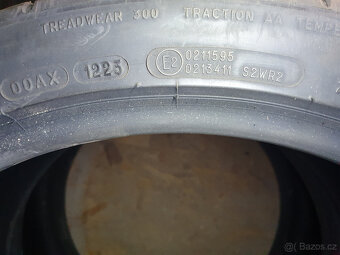 TREADWEAR 300 TRACTION AA TEMPE
00AX 1225 E2 0211595
0213411 S2WR2
Bazos.cz